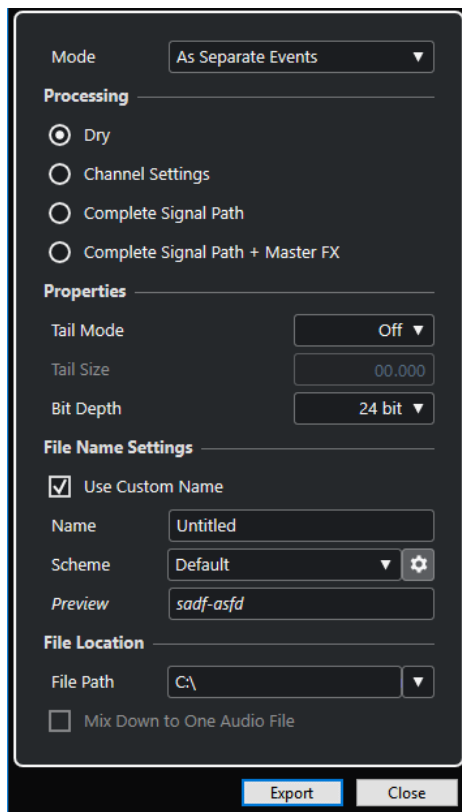 Mode As Separate Events
Processing
Dry
Channel Settings
Complete Signal Path
Complete Signal Path + Master FX
Properties
Tail Mode Off
Tail Size 00.000
Bit Depth 24 bit
File Name Settings
Use Custom Name
Name Untitled
Scheme Default
Preview sadf-asfd
File Location
File Path C:\
Mix Down to One Audio File
Export Close